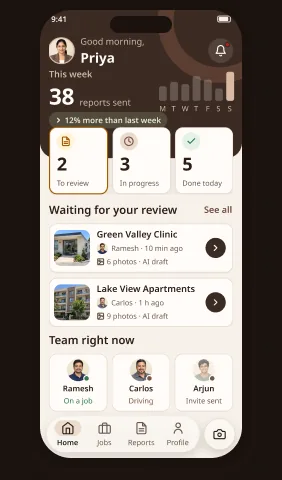 9:41
Good morning,
Priya
This week
38 reports sent
M T W T F S S
12% more than last week
2
To review
3
In progress
5
Done today
Waiting for your review See all
Green Valley Clinic
Ramesh · 10 min ago
6 photos · AI draft
Lake View Apartments
Carlos · 1 h ago
9 photos · AI draft
Team right now
Ramesh
On a job
Carlos
Driving
Arjun
Invite sent
Home Jobs Reports Profile